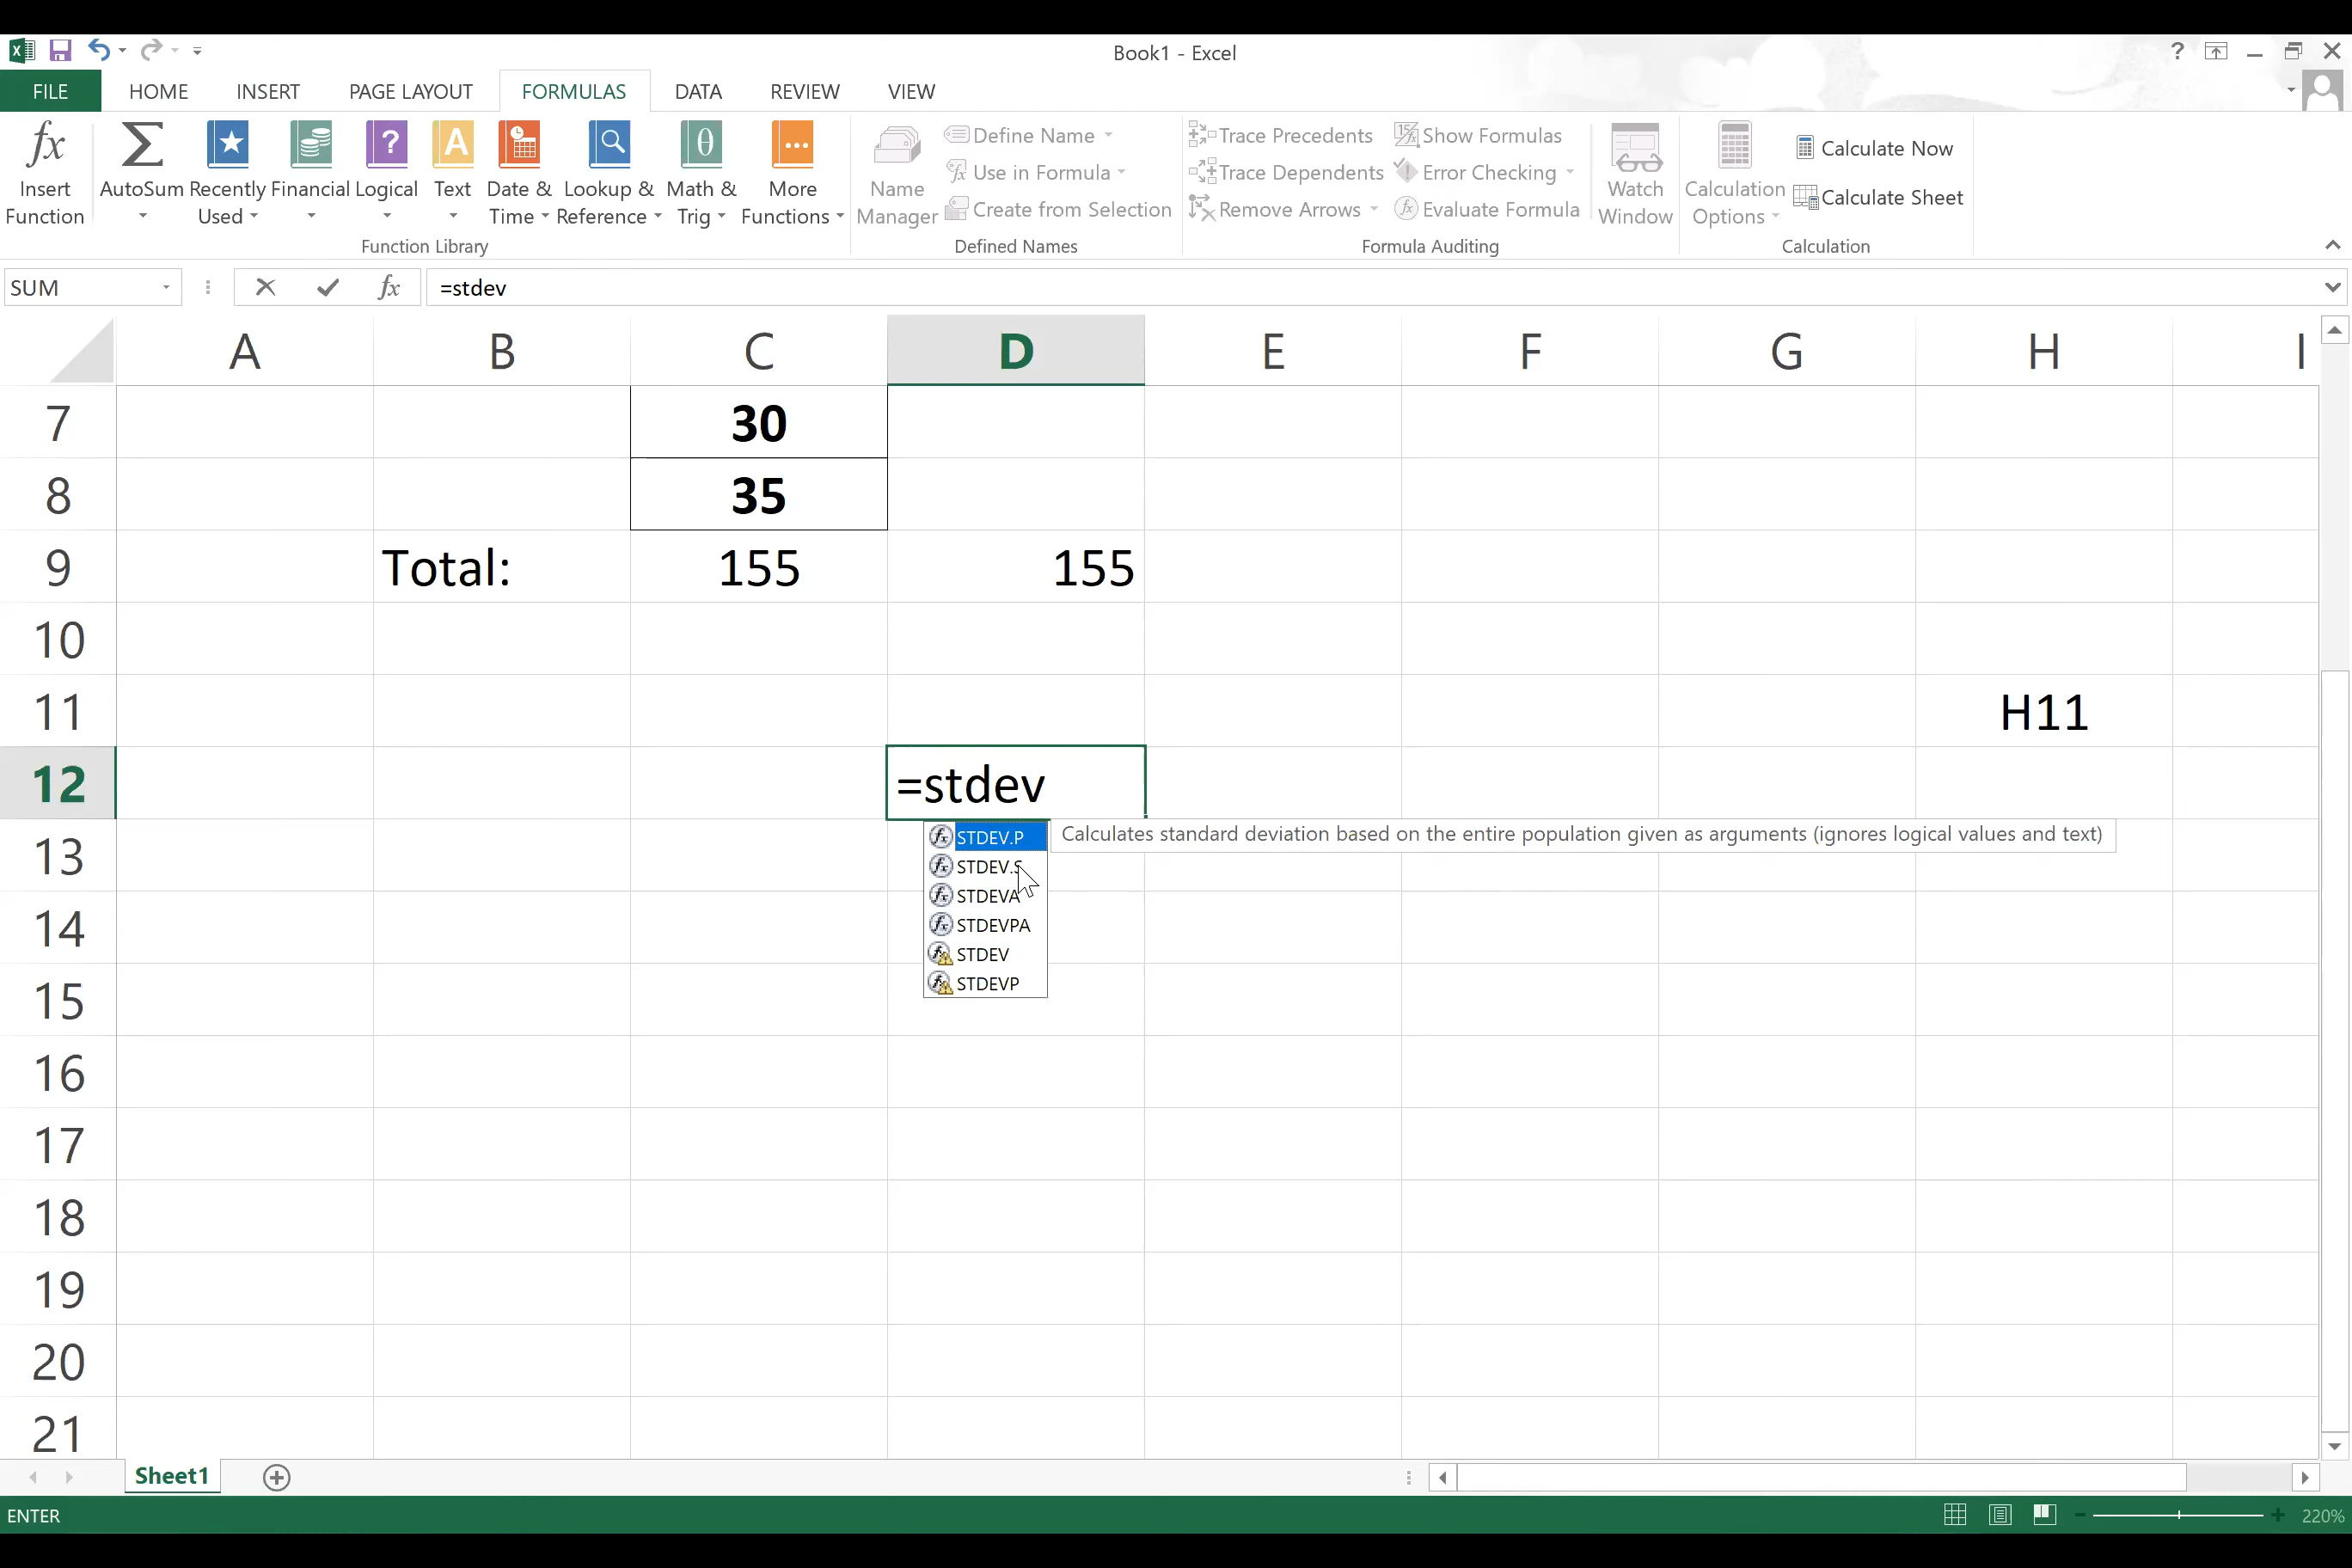 Book1 - Excel
?
FILE HOME INSERT PAGE LAYOUT FORMULAS DATA REVIEW VIEW
fx Σ ? A θ
Insert Function
AutoSum
Recently Used
Financial
Logical
Text
Date & Time
Lookup & Reference
Math & Trig
More Functions
Function Library
Name Manager
Define Name
Use in Formula
Create from Selection
Defined Names
Trace Precedents
Trace Dependents
Remove Arrows
Show Formulas
Error Checking
Evaluate Formula
Formula Auditing
Watch Window
Calculation Options
Calculate Now
Calculate Sheet
Calculation
SUM fx =stdev
A B C D E F G H I
7 30
8 35
9 Total: 155 155
10
11 H11
12 =stdev
STDEV.P Calculates standard deviation based on the entire population given as arguments (ignores logical values and text)
13 STDEV.S
STDEVA
14 STDEVPA
STDEV
15 STDEVP
16
17
18
19
20
21
Sheet1
ENTER 220%